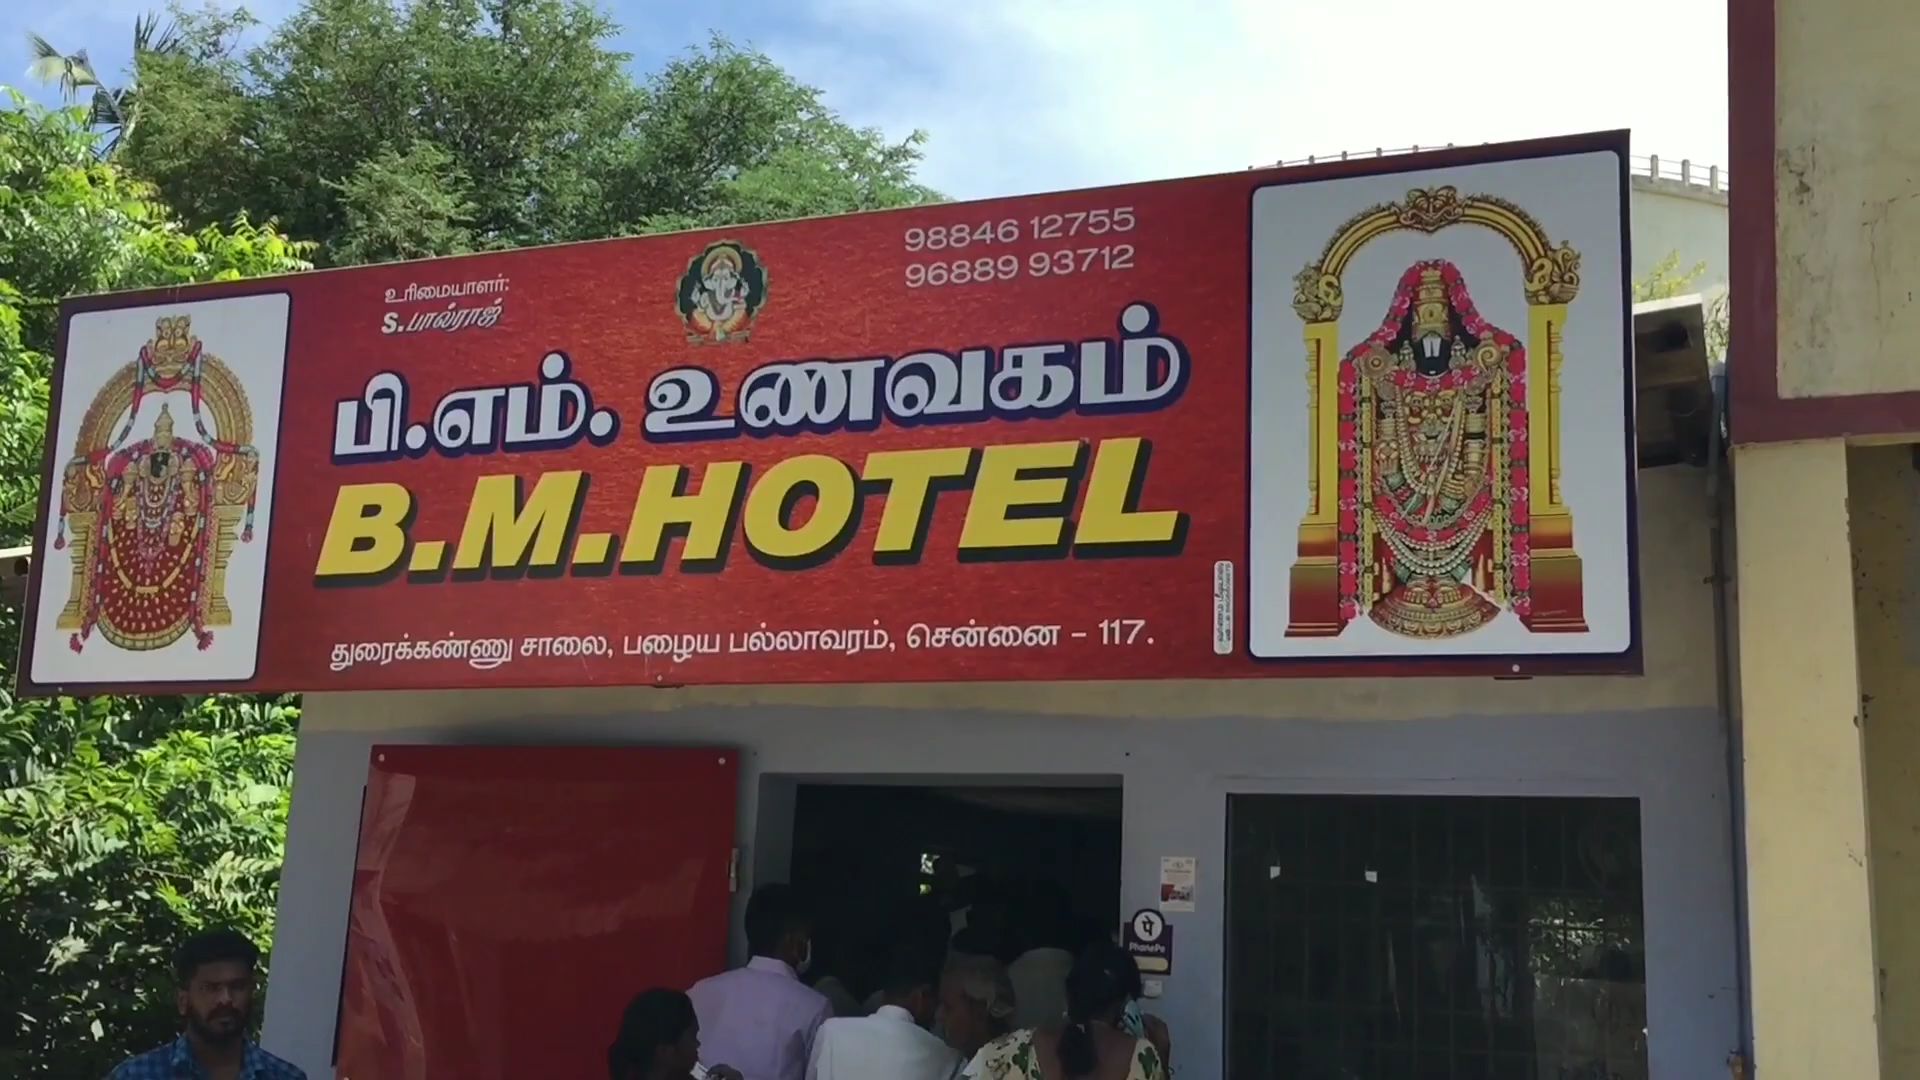 உரிமையாளர்:
S.பால்ராஜ்
98846 12755
96889 93712
பி.எம். உணவகம்
B.M.HOTEL
துரைக்கண்ணு சாலை, பழைய பல்லாவரம், சென்னை - 117.
பே
PhonePe